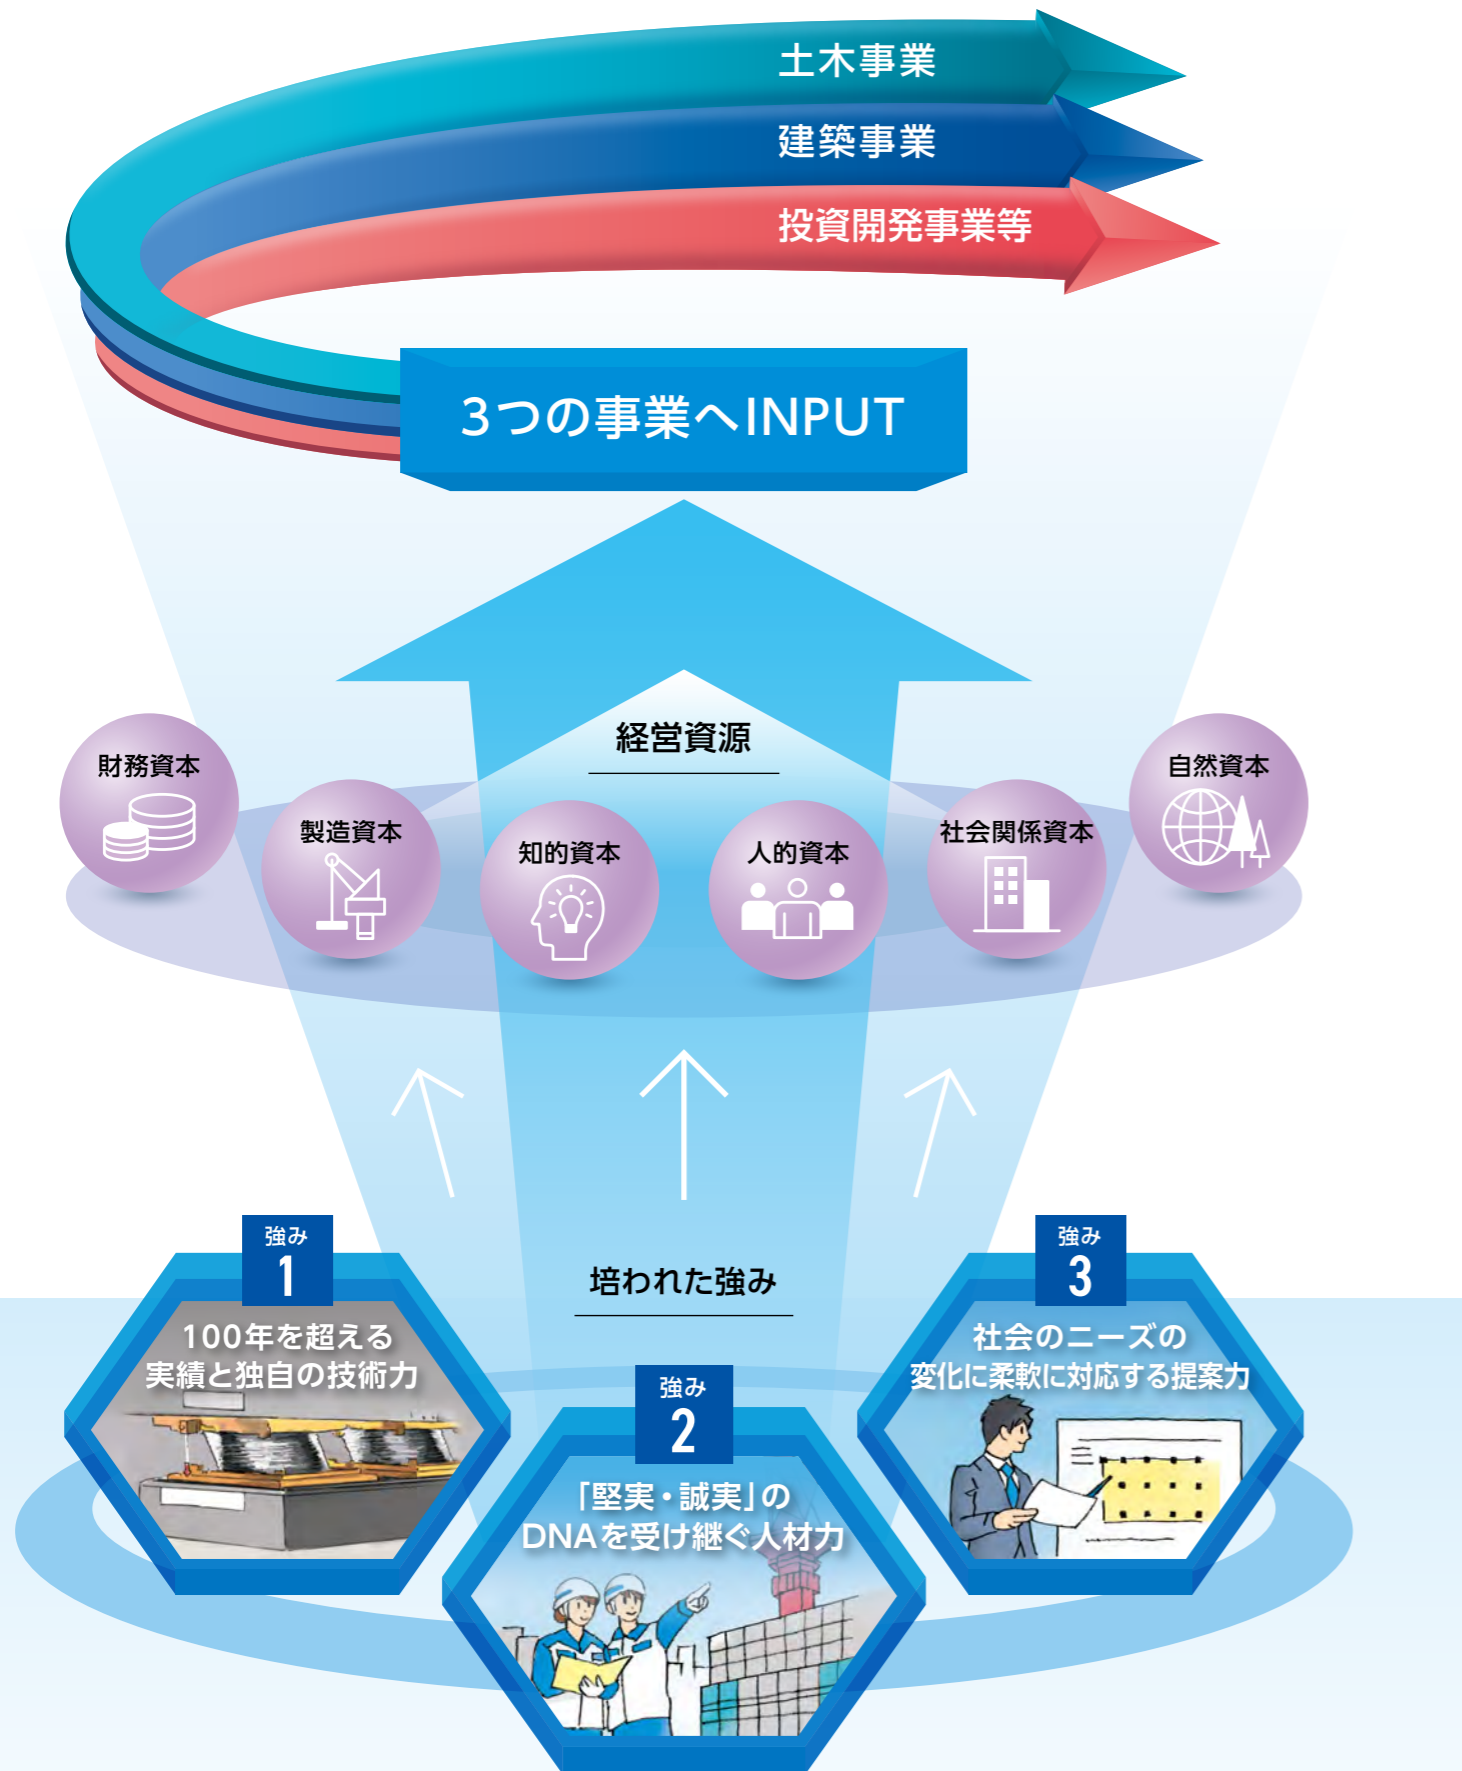 土木事業
建築事業
投資開発事業等
3つの事業へINPUT
経営資源
財務資本
製造資本
知的資本
人的資本
社会関係資本
自然資本
培われた強み
強み
1
100年を超える
実績と独自の技術力
強み
2
「堅実・誠実」の
DNAを受け継ぐ人材力
強み
3
社会のニーズの
変化に柔軟に対応する提案力